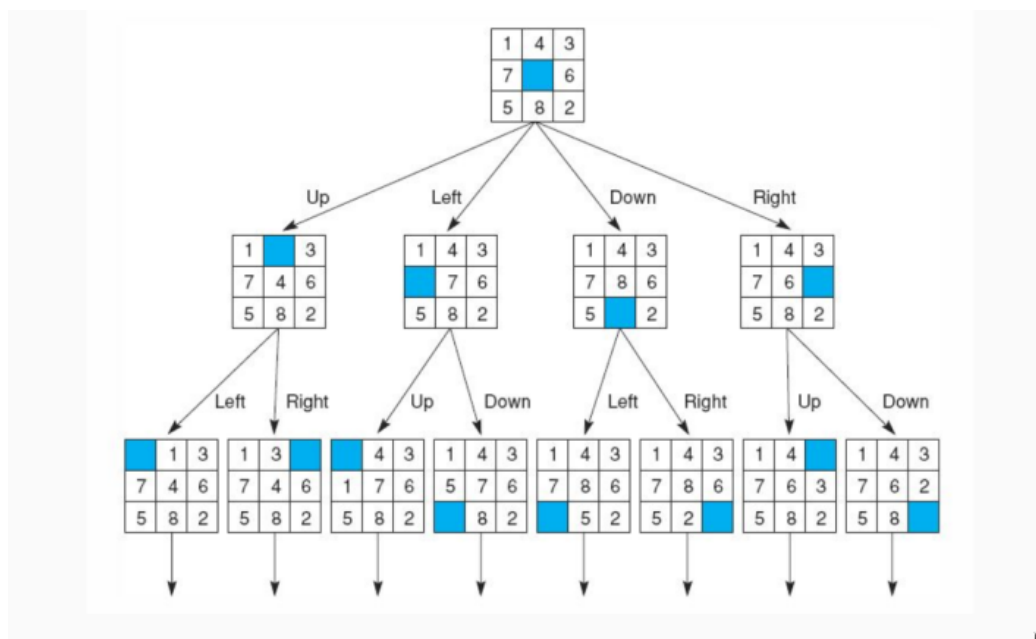 1 4 3
7 6
5 8 2
Up Left Down Right
1 3 1 4 3 1 4 3 1 4 3
7 4 6 7 6 7 8 6 7 6
5 8 2 5 8 2 5 2 5 8 2
Left Right Up Down Left Right Up Down
1 3 1 3 4 3 1 4 3 1 4 3 1 4 3 1 4 1 4 3
7 4 6 7 4 6 1 7 6 5 7 6 7 8 6 7 8 6 7 6 3 7 6 2
5 8 2 5 8 2 5 8 2 8 2 5 2 5 2 5 8 2 5 8